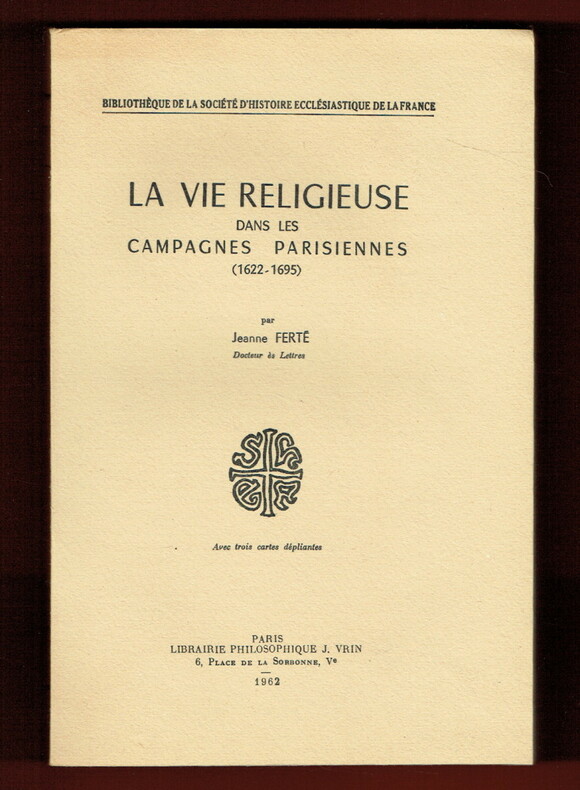 BIBLIOTHÈQUE DE LA SOCIÉTÉ D'HISTOIRE ECCLÉSIASTIQUE DE LA FRANCE
LA VIE RELIGIEUSE
DANS LES
CAMPAGNES PARISIENNES
(1622-1695)
par
Jeanne FERTÉ
Docteur ès Lettres
Avec trois cartes dépliantes
PARIS
LIBRAIRIE PHILOSOPHIQUE J. VRIN
6, PLACE DE LA SORBONNE, Ve
1962